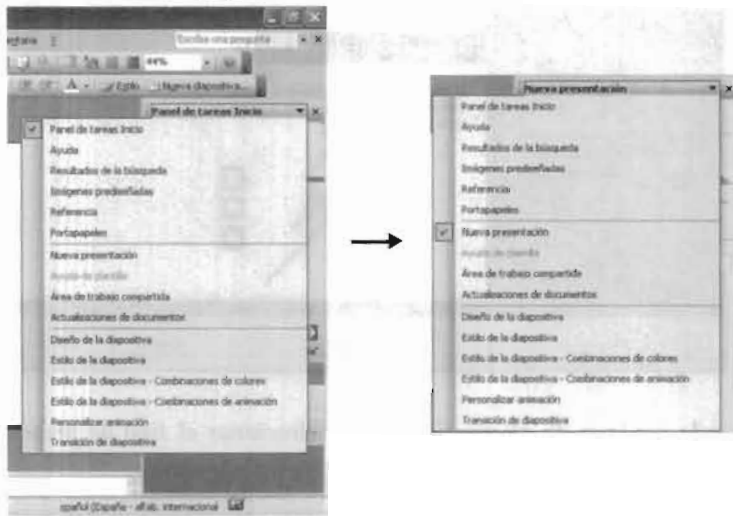 Escriba una pregunta
44%
Estilo
Nueva diapositiva...
Panel de tareas Inicio
Panel de tareas Inicio
Ayuda
Resultados de la búsqueda
Imágenes prediseñadas
Referencia
Portapapeles
Nueva presentación
Ayuda de plantilla
Área de trabajo compartida
Actualizaciones de documentos
Diseño de la diapositiva
Estilo de la diapositiva
Estilo de la diapositiva - Combinaciones de colores
Estilo de la diapositiva - Combinaciones de animación
Personalizar animación
Transición de diapositiva
spañol (España - alfab. internacional
Nueva presentación
Panel de tareas Inicio
Ayuda
Resultados de la búsqueda
Imágenes prediseñadas
Referencia
Portapapeles
Nueva presentación
Ayuda de plantilla
Área de trabajo compartida
Actualizaciones de documentos
Diseño de la diapositiva
Estilo de la diapositiva
Estilo de la diapositiva - Combinaciones de colores
Estilo de la diapositiva - Combinaciones de animación
Personalizar animación
Transición de diapositiva